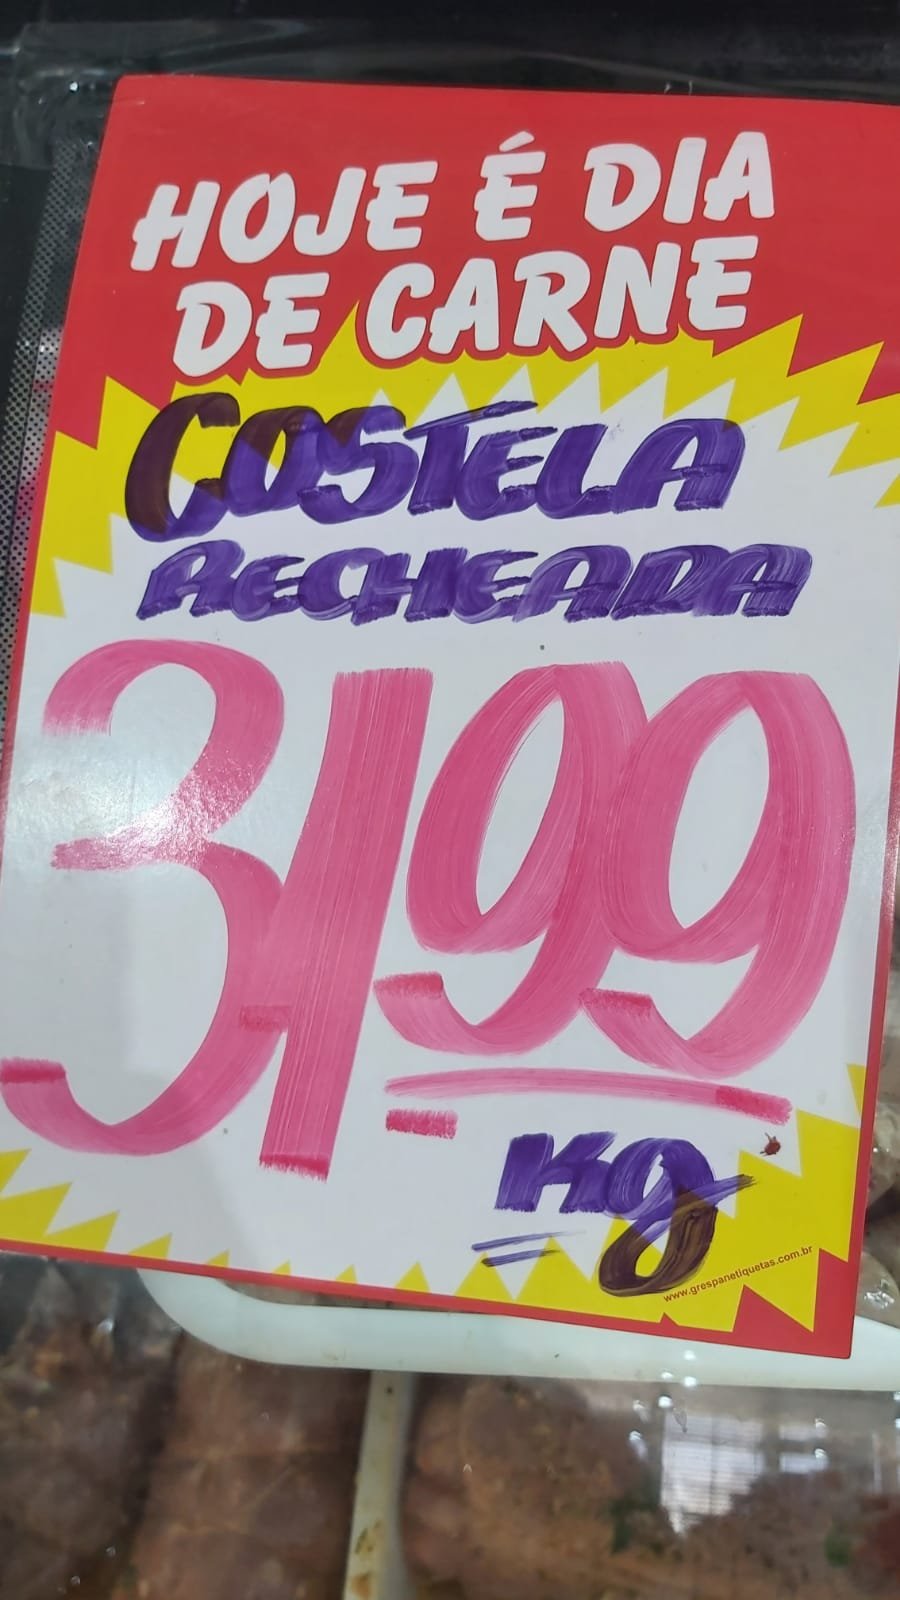 HOJE É DIA
DE CARNE
COSTELA
RECHEADA
31,99
Kg
www.grespanetiquetas.com.br